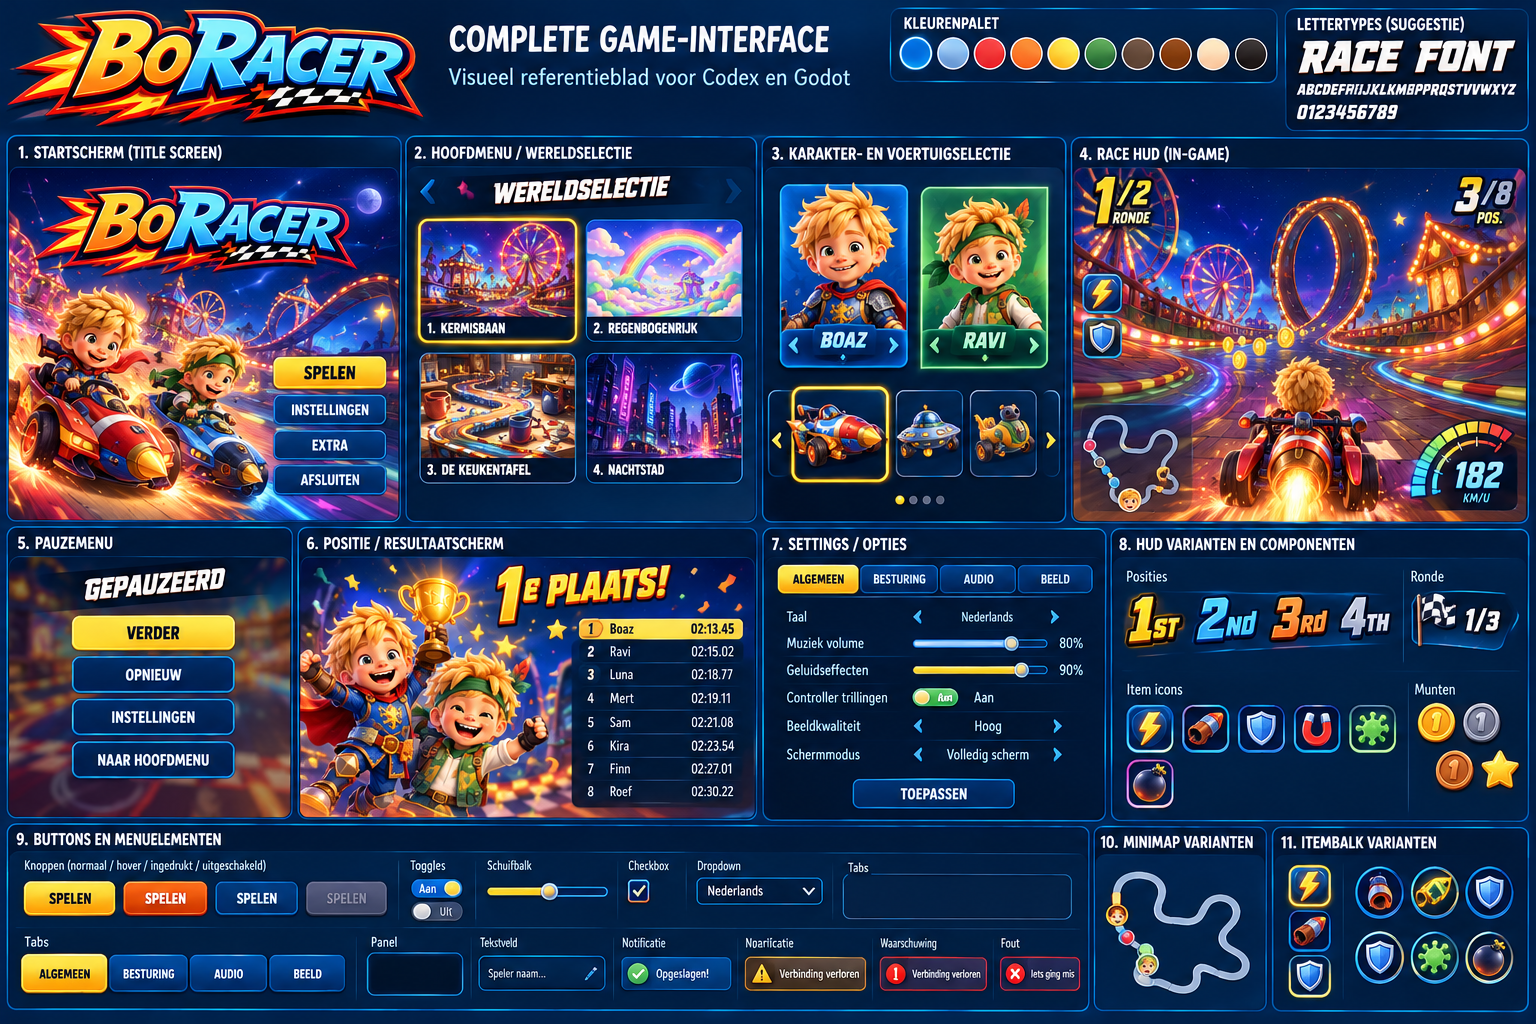 BORACER
COMPLETE GAME-INTERFACE
Visueel referentieblad voor Codex en Godot
KLEURENPALET
LETTERTYPES (SUGGESTIE)
RACE FONT
0123456789
1. STARTSCHERM (TITLE SCREEN)
BORACER
SPELEN
INSTELLINGEN
EXTRA
AFSLUITEN
2. HOOFDMENU / WERELDSELECTIE
WERELDSELECTIE
1. KERMISBAAN
2. REGENBOGENRIJK
3. DE KEUKENTAFEL
4. NACHTSTAD
3. KARAKTER- EN VOERTUIGSELECTIE
BOAZ
RAVI
4. RACE HUD (IN-GAME)
1/2
RONDE
3/8
POS.
182
KM/U
5. PAUZEMENU
GEPAUZEERD
VERDER
OPNIEUW
INSTELLINGEN
NAAR HOOFDMENU
6. POSITIE / RESULTAATSCHERM
1E PLAATS!
1 Boaz 02:13.45
2 Ravi 02:15.02
3 Luna 02:18.77
4 Mert 02:19.11
5 Sam 02:21.08
6 Kira 02:23.54
7 Finn 02:27.01
8 Roef 02:30.22
7. SETTINGS / OPTIES
ALGEMEEN BESTURING AUDIO BEELD
Taal Nederlands
Muziek volume 80%
Geluidseffecten 90%
Controller trillingen Aan Aan
Beeldkwaliteit Hoog
Schermmodus Volledig scherm
TOEPASSEN
8. HUD VARIANTEN EN COMPONENTEN
Posities
1ST 2ND 3RD 4TH
Ronde
1/3
Item icons
Munten
1 1
1
9. BUTTONS EN MENUELEMENTEN
Knoppen (normaal / hover / ingedrukt / uitgeschakeld)
SPELEN SPELEN SPELEN SPELEN
Toggles
Aan
Uit
Schuifbalk
Checkbox
Dropdown
Nederlands
Tabs
Tabs
ALGEMEEN BESTURING AUDIO BEELD
Panel
Tekstveld
Speler naam...
Notificatie
Opgeslagen!
Noarlicatie
Verbinding verloren
Waarschuwing
Verbinding verloren
Fout
Iets ging mis
10. MINIMAP VARIANTEN
11. ITEMBALK VARIANTEN